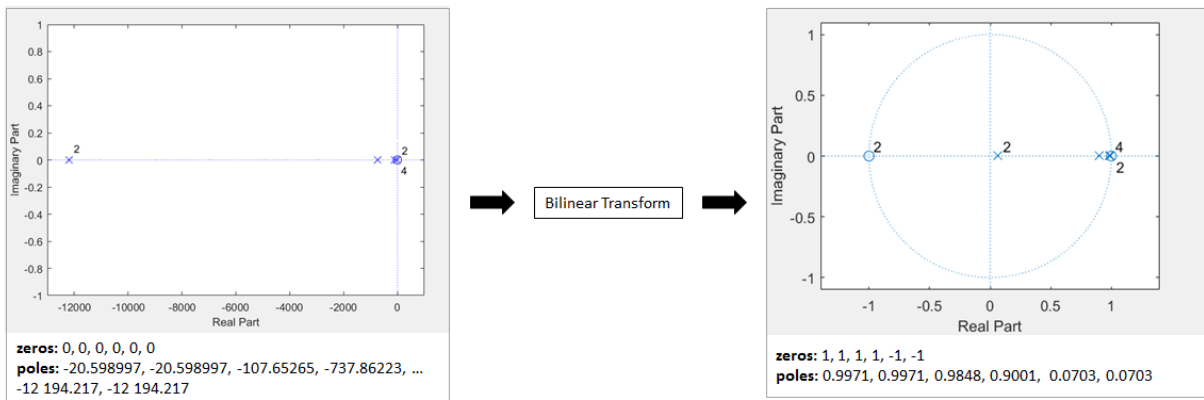 1
0.8
0.6
0.4
0.2
0
-0.2
-0.4
-0.6
-0.8
-1
Imaginary Part
2
2
4
-12000 -10000 -8000 -6000 -4000 -2000 0
Real Part
zeros: 0, 0, 0, 0, 0, 0
poles: -20.598997, -20.598997, -107.65265, -737.86223, ...
-12 194.217, -12 194.217
Bilinear Transform
1
0.5
0
-0.5
-1
Imaginary Part
2
2
4
2
-1 -0.5 0 0.5 1
Real Part
zeros: 1, 1, 1, 1, -1, -1
poles: 0.9971, 0.9971, 0.9848, 0.9001, 0.0703, 0.0703